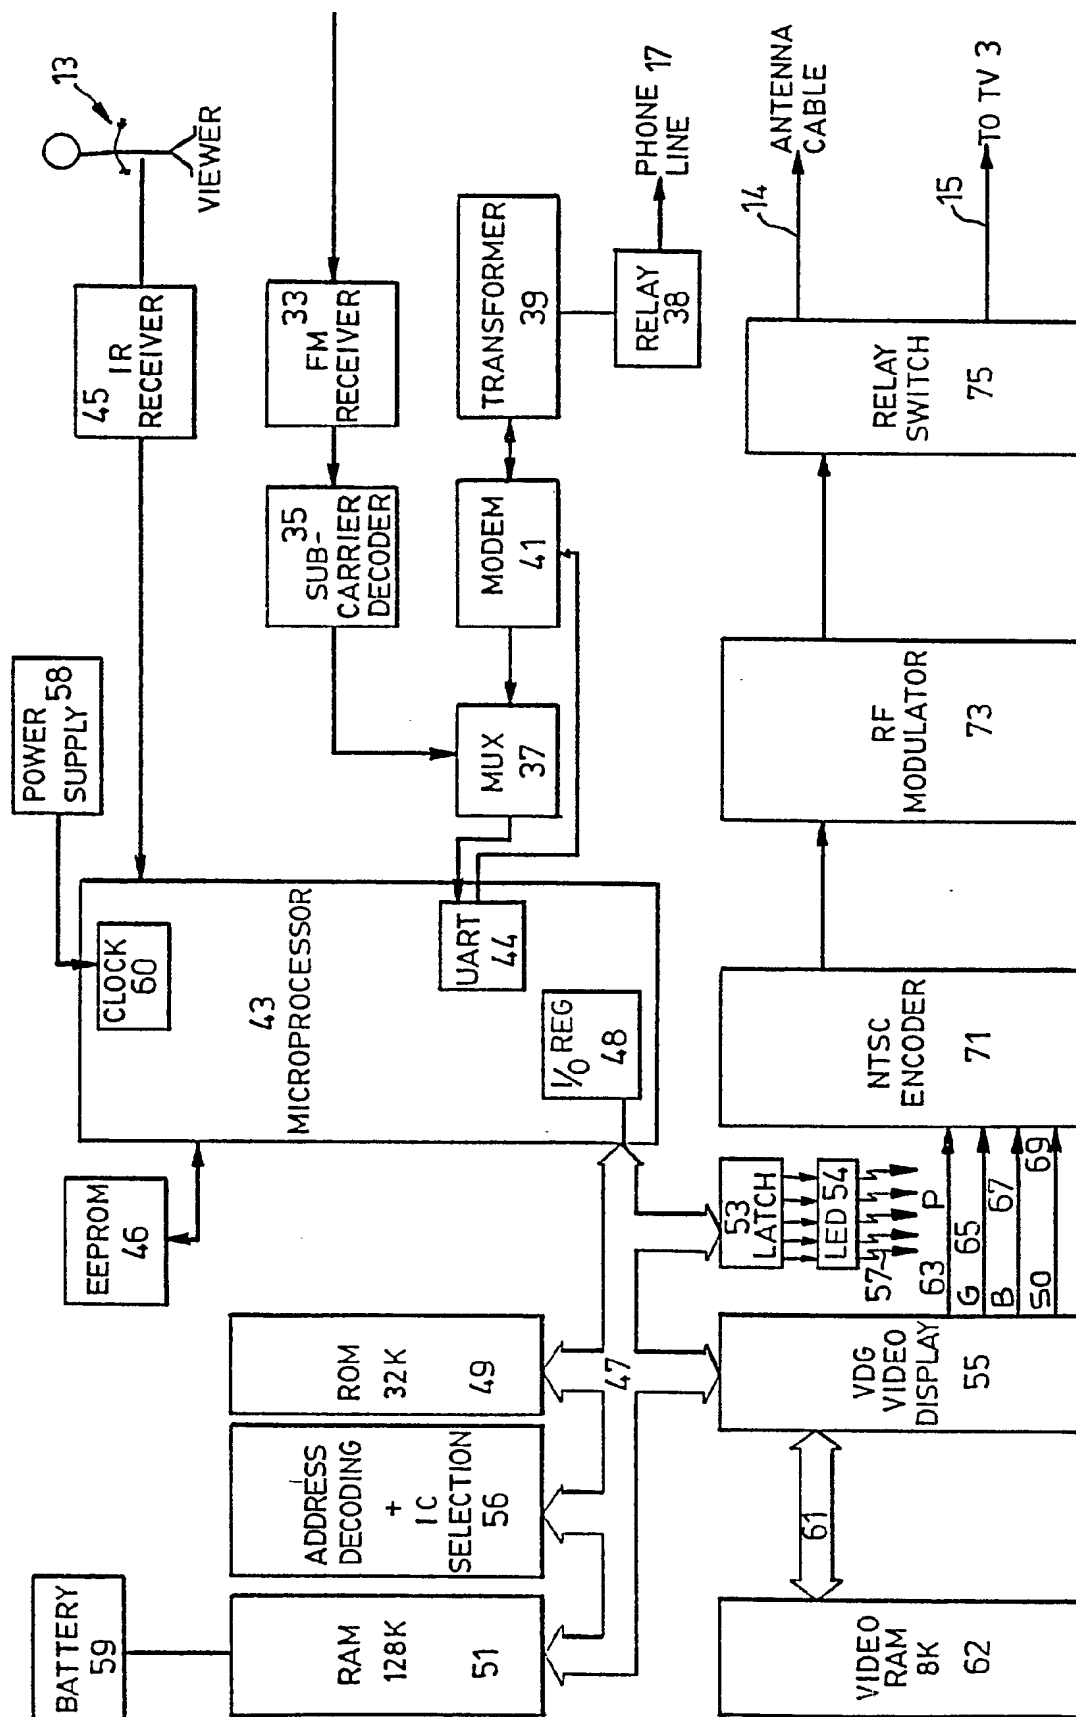 13
VIEWER
45
IR
RECEIVER
33
FM
RECEIVER
35
SUB-
CARRIER
DECODER
TRANSFORMER
39
RELAY
38
PHONE 17
LINE
MODEM
41
MUX
37
14
ANTENNA
CABLE
15
TO TV 3
RELAY
SWITCH
75
POWER
SUPPLY 58
CLOCK
60
43
MICROPROCESSOR
UART
44
I/O REG
48
EEPROM
46
RF
MODULATOR
73
NTSC
ENCODER
71
53
LATCH
LED 54
57
P
63
G 65
B 67
SO 69
ROM
32K
49
47
ADDRESS
DECODING
+
IC
SELECTION
56
BATTERY
59
RAM
128K
51
VDG
VIDEO
DISPLAY
55
61
VIDEO
RAM
8K
62